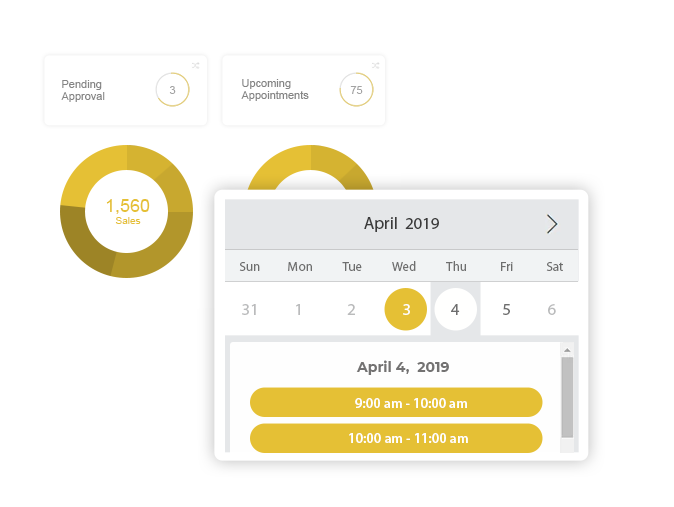 Pending
Approval
3
Upcoming
Appointments
75
1,560
Sales
April 2019
Sun Mon Tue Wed Thu Fri Sat
31 1 2 3 4 5 6
April 4, 2019
9:00 am - 10:00 am
10:00 am - 11:00 am